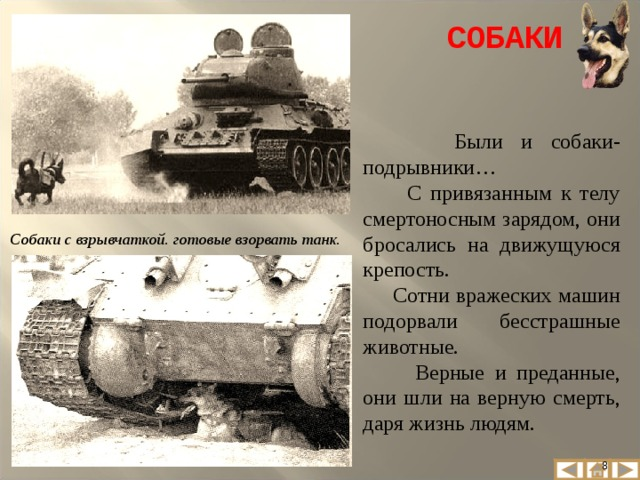 СОБАКИ
Были и собаки-
подрывники…
С привязанным к телу
смертоносным зарядом, они
бросались на движущуюся
крепость.
Сотни вражеских машин
подорвали бесстрашные
животные.
Верные и преданные,
они шли на верную смерть,
даря жизнь людям.
Собаки с взрывчаткой. готовые взорвать танк.
8